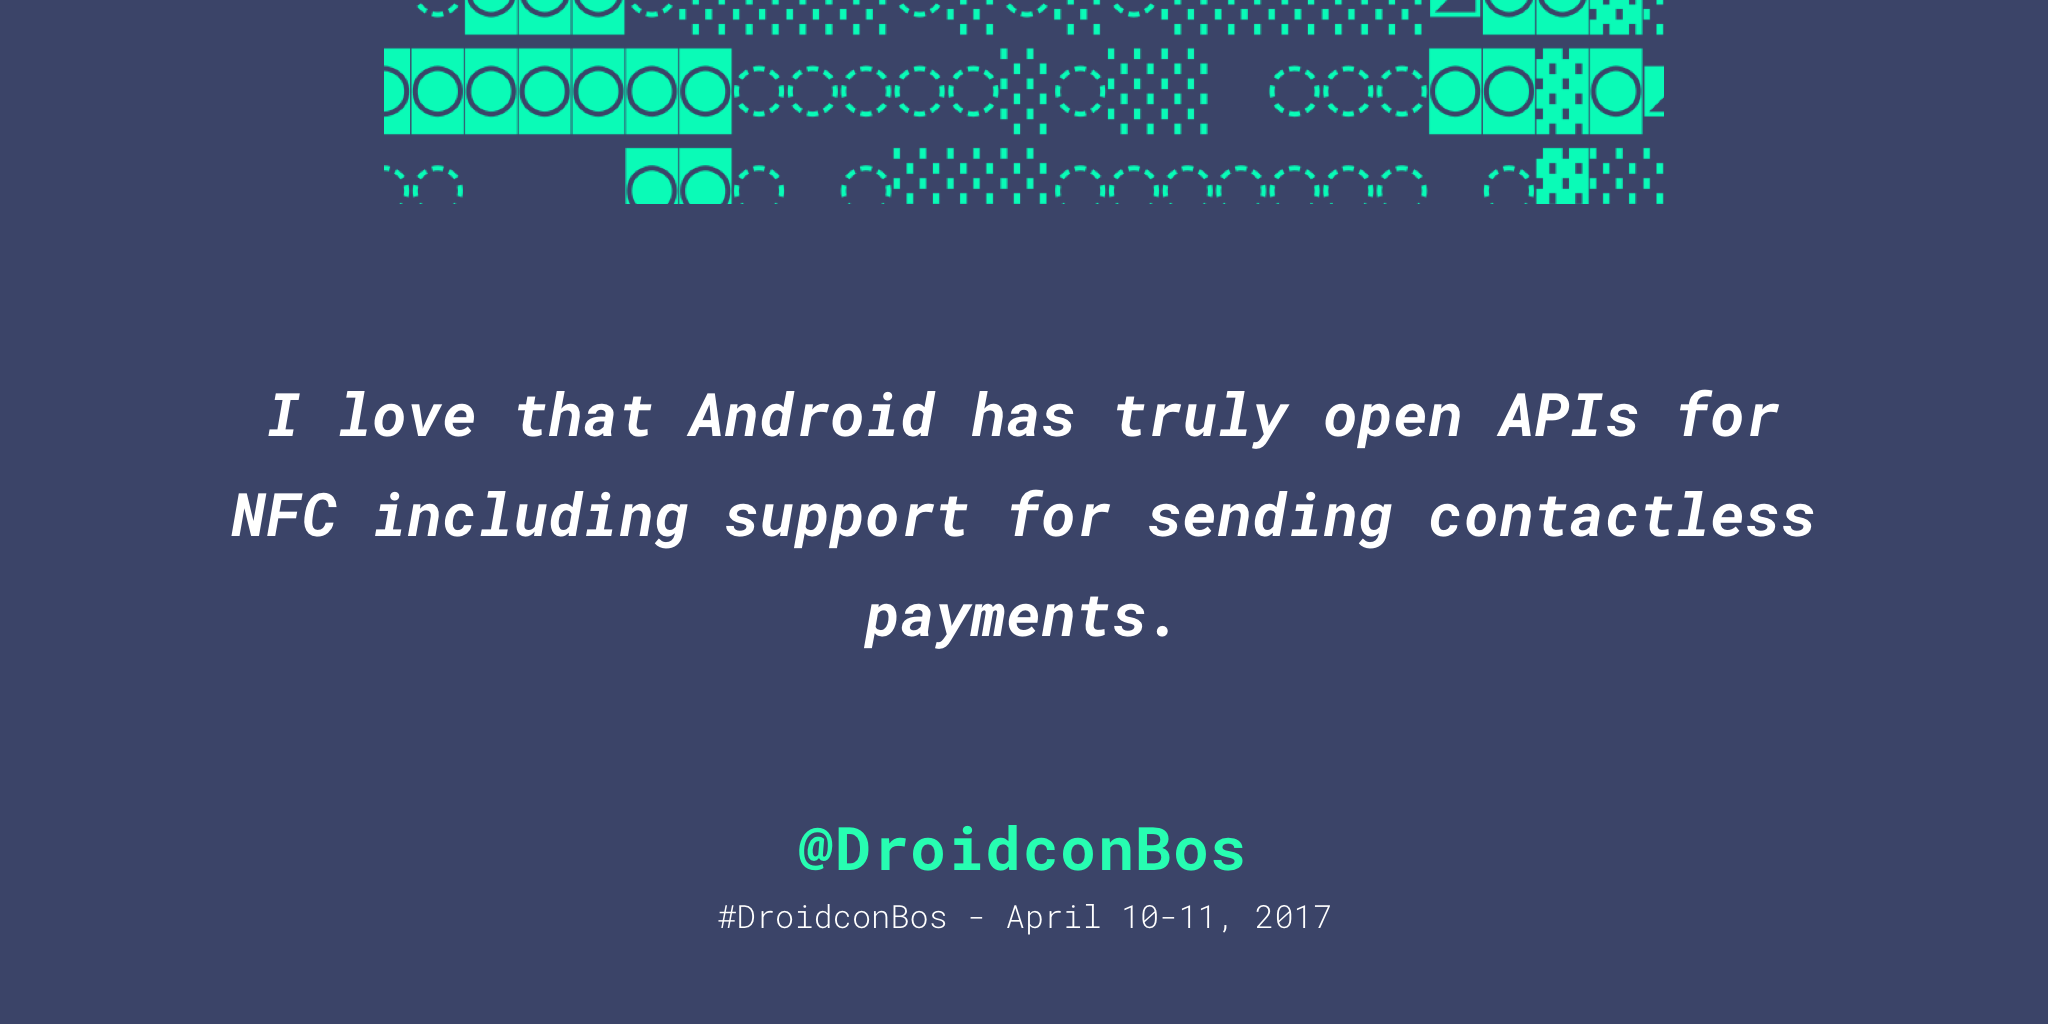 I love that Android has truly open APIs for
NFC including support for sending contactless
payments.
@DroidconBos
#DroidconBos - April 10-11, 2017